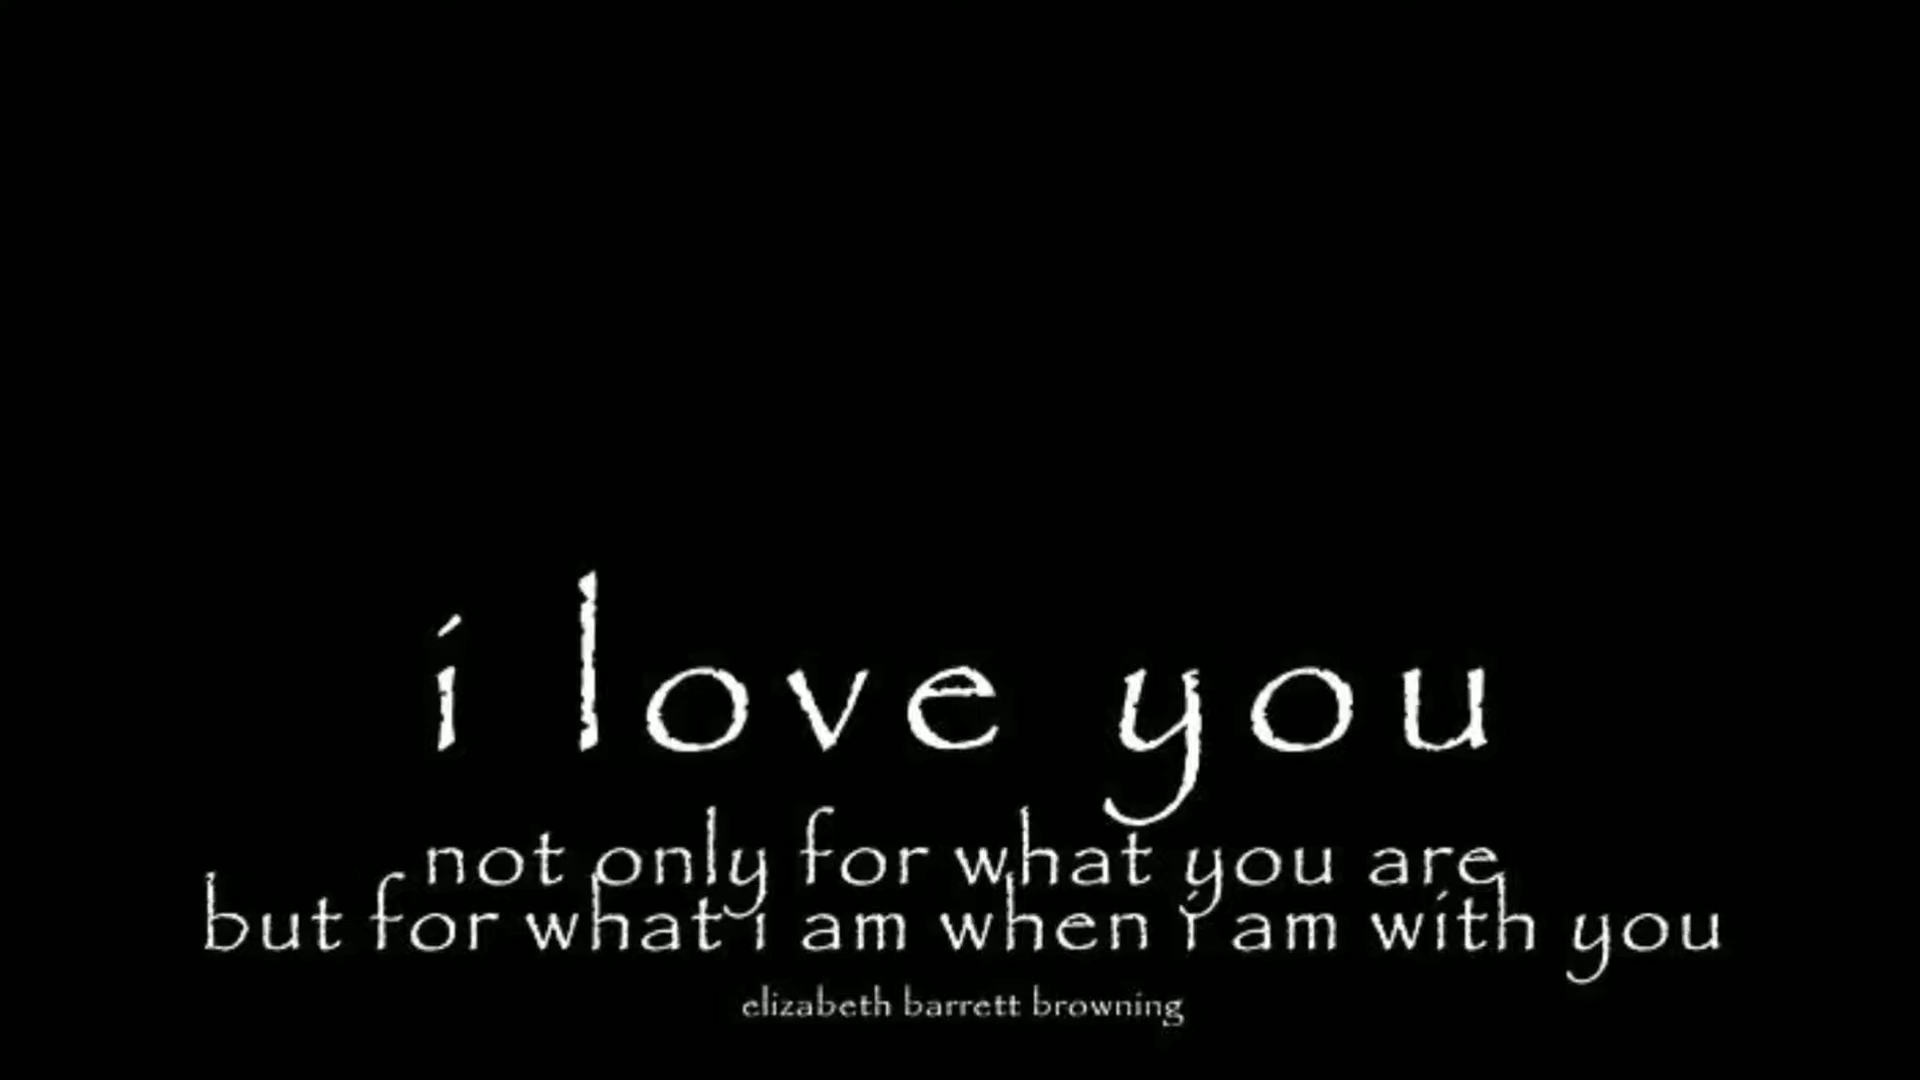 i love you
not only for what you are
but for what i am when i am with you
elizabeth barrett browning